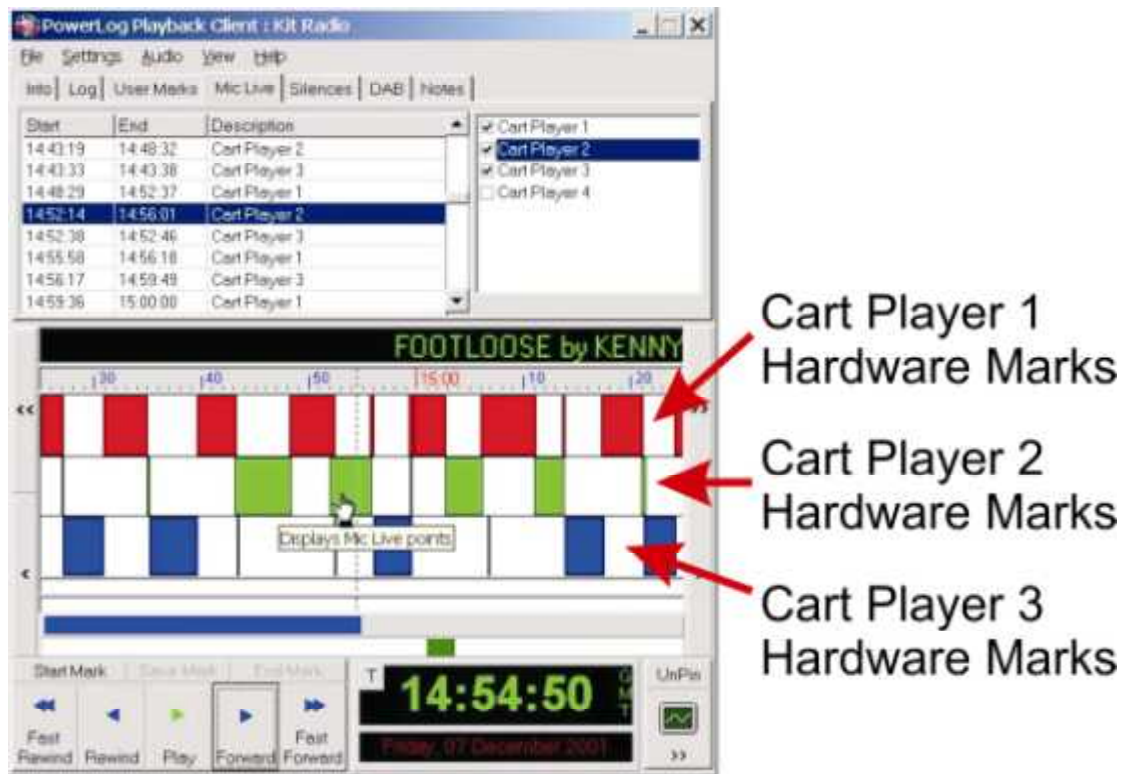 PowerLog Playback Client : Kit Radio
File Settings Audio View Help
Info Log User Marks Mic Live Silences DAB Notes
Start End Description
14:43:19 14:48:32 Cart Player 2
14:43:33 14:43:38 Cart Player 3
14:48:29 14:52:37 Cart Player 1
14:52:14 14:56:01 Cart Player 2
14:52:38 14:52:46 Cart Player 3
14:55:58 14:56:18 Cart Player 1
14:56:17 14:59:49 Cart Player 3
14:59:36 15:00:00 Cart Player 1
Cart Player 1
Cart Player 2
Cart Player 3
Cart Player 4
FOOTLOOSE by KENNY
30 40 50 15:00 10 20
<<
>>
<
Displays Mic Live points
Cart Player 1
Hardware Marks
Cart Player 2
Hardware Marks
Cart Player 3
Hardware Marks
Start Mark Save Mark End Mark
Fast
Rewind Rewind Play Forward Fast
Forward
T 14:54:50 GMT
Friday, 07 December 2001
UnPin
>>